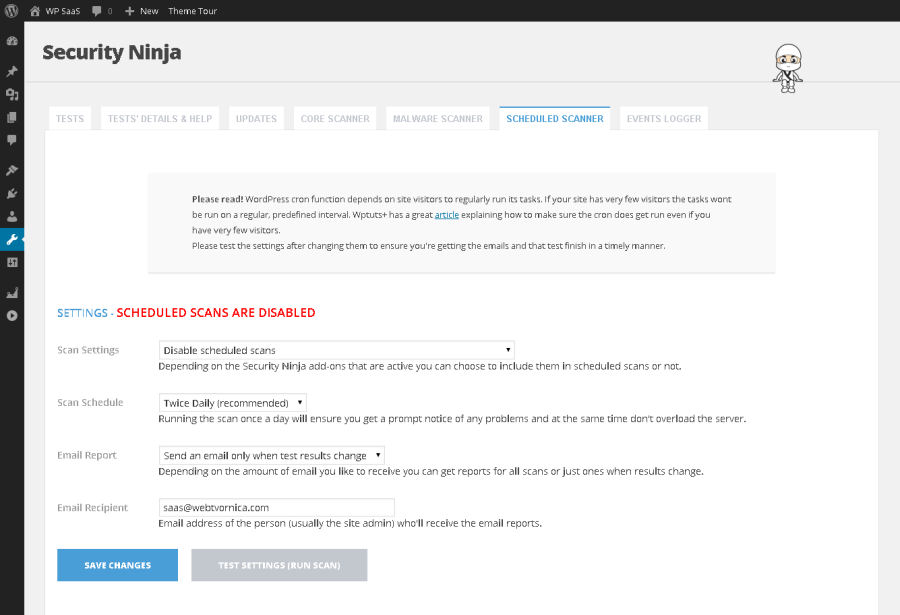 WP SaaS 0 New Theme Tour
Security Ninja
TESTS TESTS' DETAILS & HELP UPDATES CORE SCANNER MALWARE SCANNER SCHEDULED SCANNER EVENTS LOGGER
Please read! WordPress cron function depends on site visitors to regularly run its tasks. If your site has very few visitors the tasks wont
be run on a regular, predefined interval. Wptuts+ has a great article explaining how to make sure the cron does get run even if you
have very few visitors.
Please test the settings after changing them to ensure you're getting the emails and that test finish in a timely manner.
SETTINGS - SCHEDULED SCANS ARE DISABLED
Scan Settings Disable scheduled scans
Depending on the Security Ninja add-ons that are active you can choose to include them in scheduled scans or not.
Scan Schedule Twice Daily (recommended)
Running the scan once a day will ensure you get a prompt notice of any problems and at the same time don't overload the server.
Email Report Send an email only when test results change
Depending on the amount of email you like to receive you can get reports for all scans or just ones when results change.
Email Recipient saas@webtvornica.com
Email address of the person (usually the site admin) who'll receive the email reports.
SAVE CHANGES TEST SETTINGS (RUN SCAN)